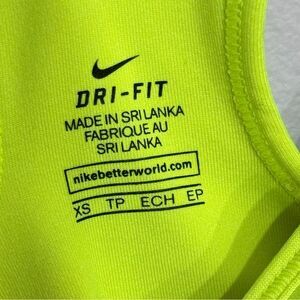 DRI-FIT
MADE IN SRI LANKA
FABRIQUE AU
SRI LANKA
nikebetterworld.com
XS TP ECH EP